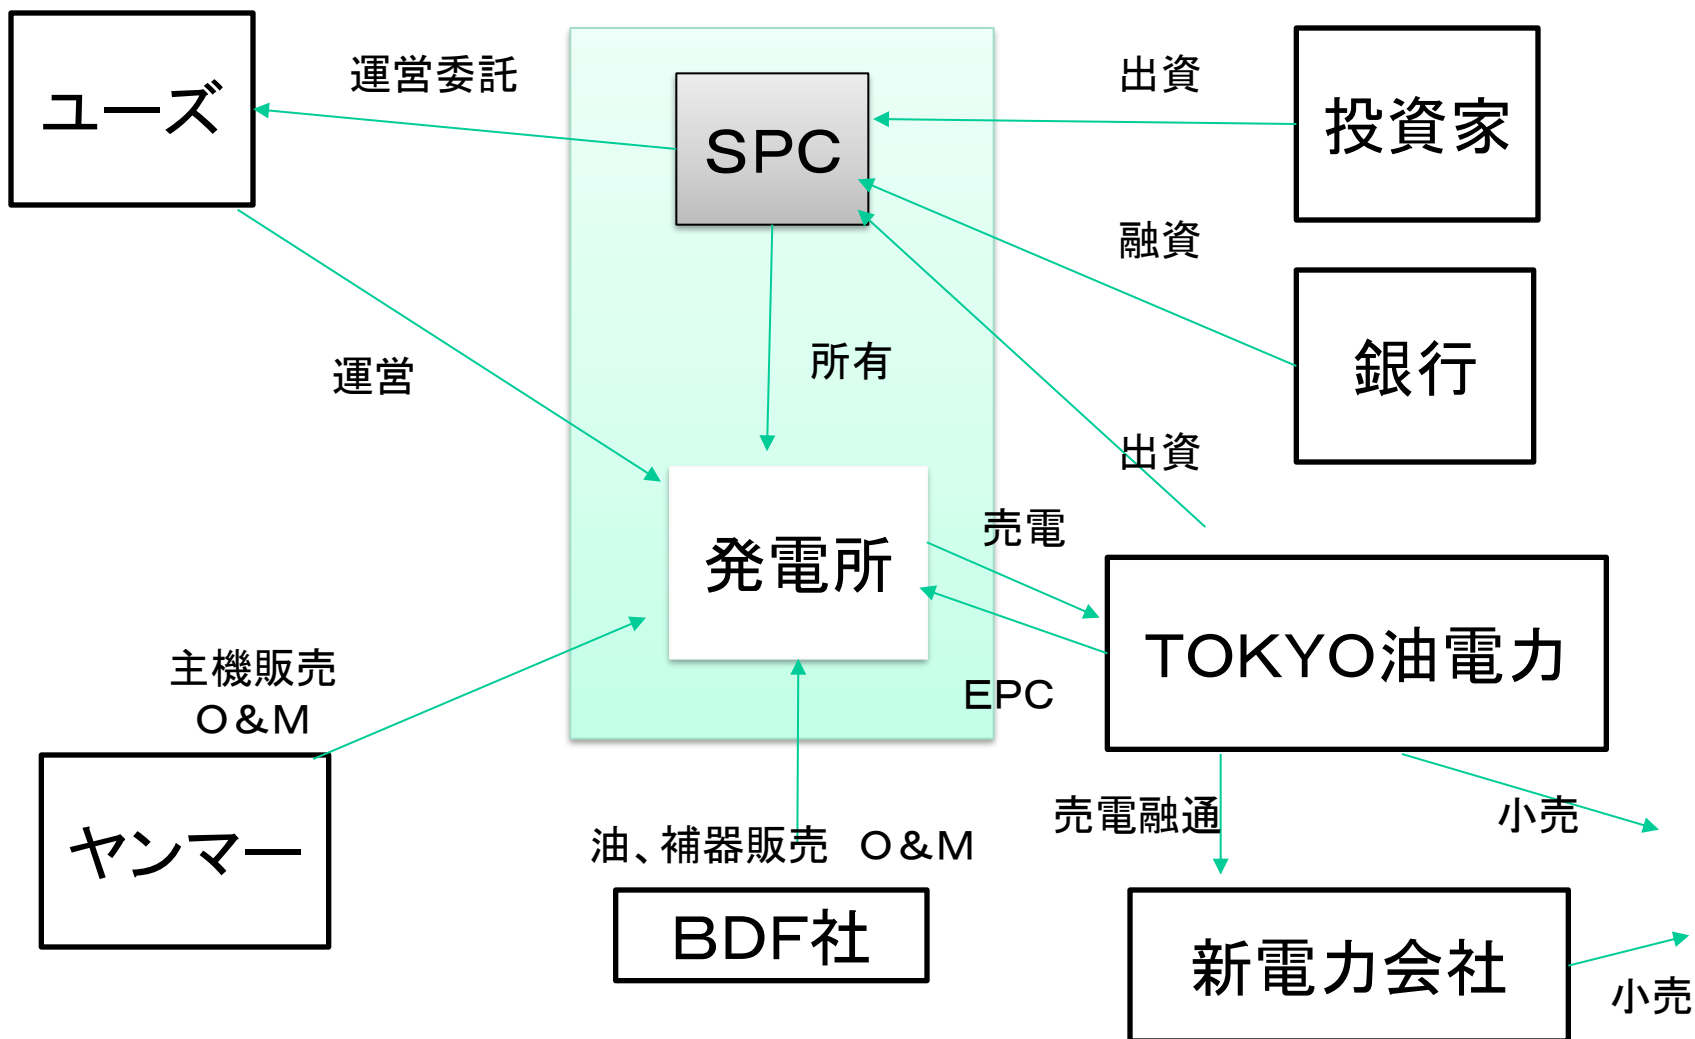 ユーズ
運営委託
SPC
出資
投資家
融資
銀行
運営
所有
出資
売電
発電所
TOKYO油電力
EPC
主機販売
O&M
ヤンマー
油、補器販売 O&M
BDF社
売電融通
小売
新電力会社
小売